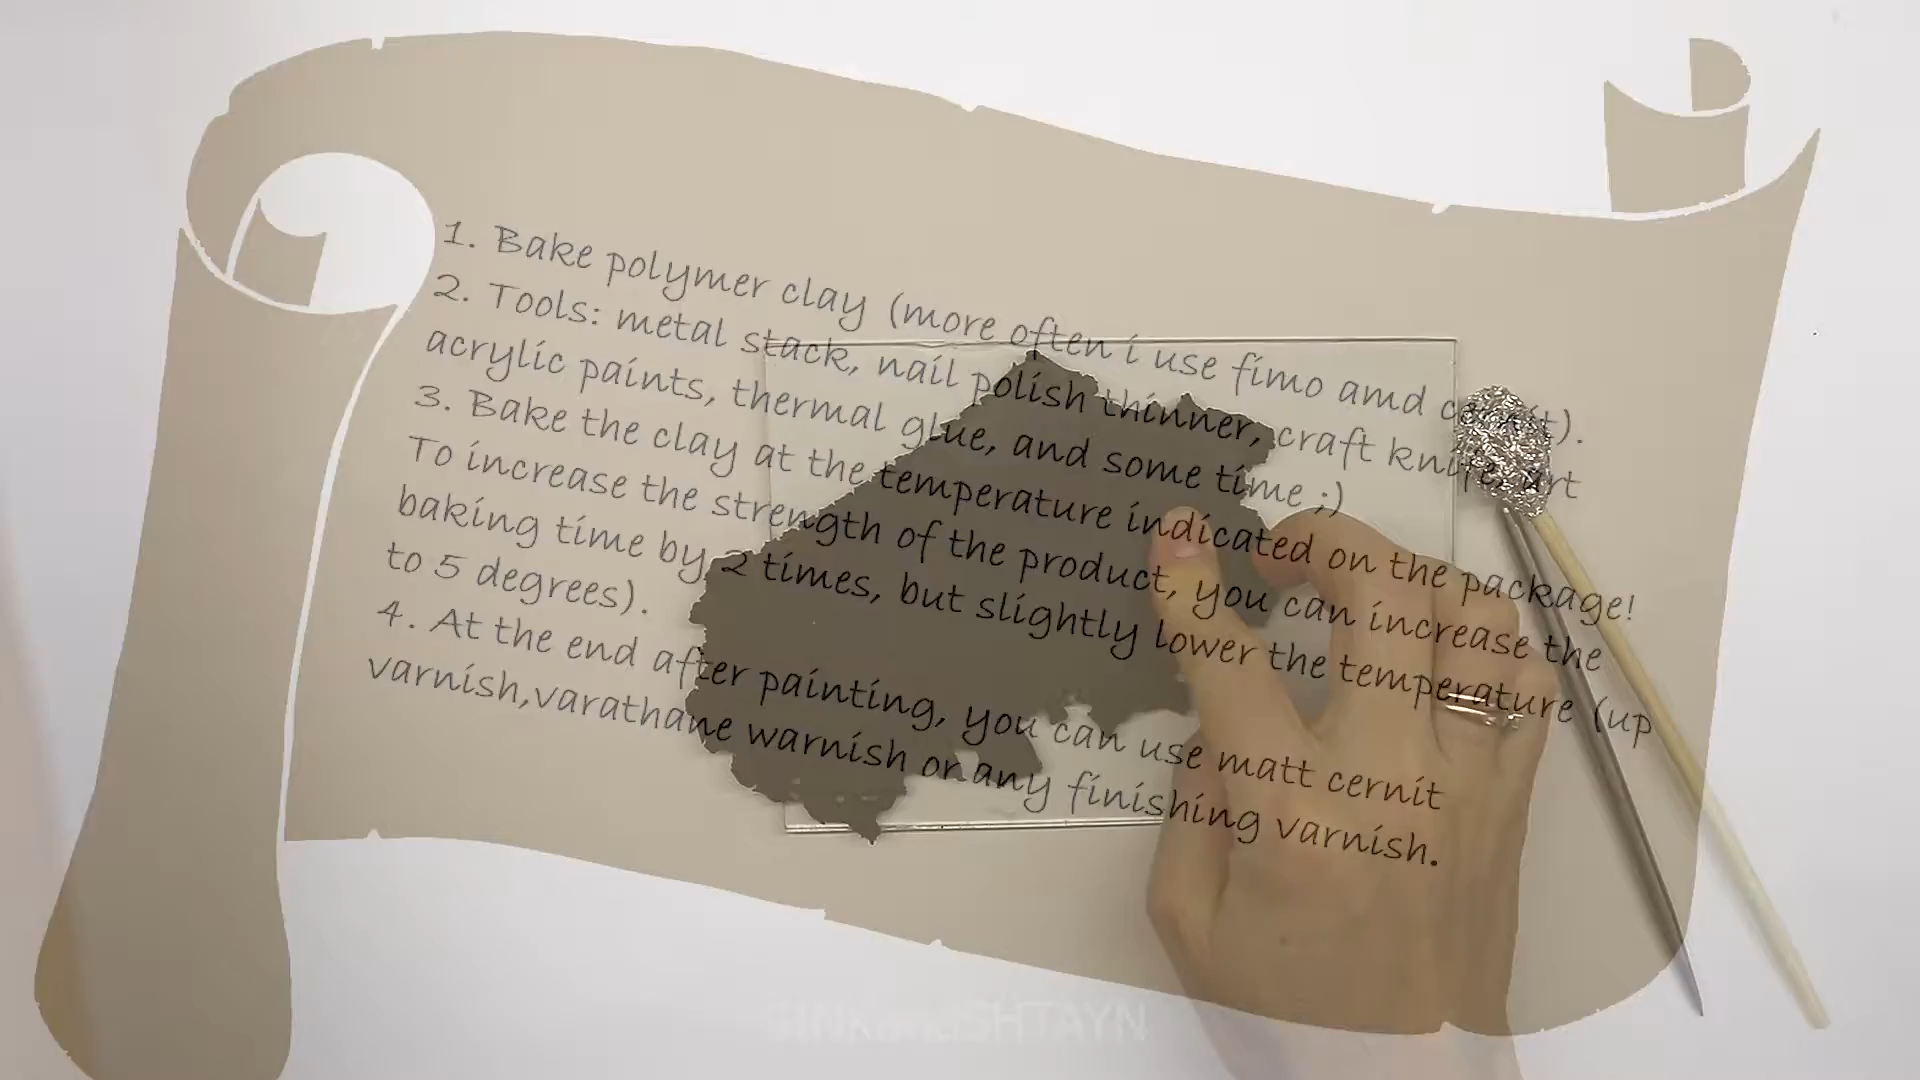 1. Bake polymer clay (more often i use fimo amd cernit).
2. Tools: metal stack, nail polish thinner, craft knife, art
acrylic paints, thermal glue, and some time ;)
3. Bake the clay at the temperature indicated on the package!
To increase the strength of the product, you can increase the
baking time by 2 times, but slightly lower the temperature (up
to 5 degrees).
4. At the end after painting, you can use matt cernit
varnish,varathane warnish or any finishing varnish.